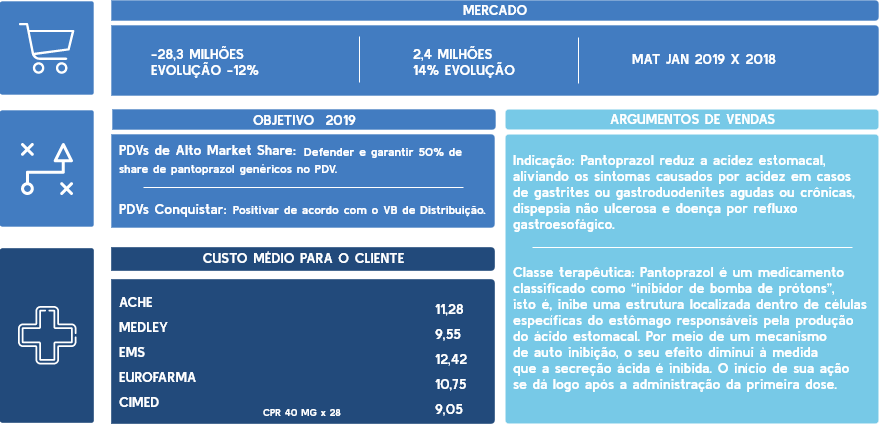 MERCADO
-28,3 MILHÕES
EVOLUÇÃO -12%
2,4 MILHÕES
14% EVOLUÇÃO
MAT JAN 2019 X 2018
OBJETIVO 2019
PDVs de Alto Market Share: Defender e garantir 50% de
share de pantoprazol genéricos no PDV.
PDVs Conquistar: Positivar de acordo com o VB de Distribuição.
CUSTO MÉDIO PARA O CLIENTE
ACHE 11,28
MEDLEY 9,55
EMS 12,42
EUROFARMA 10,75
CIMED 9,05
CPR 40 MG x 28
ARGUMENTOS DE VENDAS
Indicação: Pantoprazol reduz a acidez estomacal,
aliviando os sintomas causados por acidez em casos
de gastrites ou gastroduodenites agudas ou crônicas,
dispepsia não ulcerosa e doença por refluxo
gastroesofágico.
Classe terapêutica: Pantoprazol é um medicamento
classificado como “inibidor de bomba de prótons”,
isto é, inibe uma estrutura localizada dentro de células
específicas do estômago responsáveis pela produção
do ácido estomacal. Por meio de um mecanismo
de auto inibição, o seu efeito diminui à medida
que a secreção ácida é inibida. O início de sua ação
se dá logo após a administração da primeira dose.